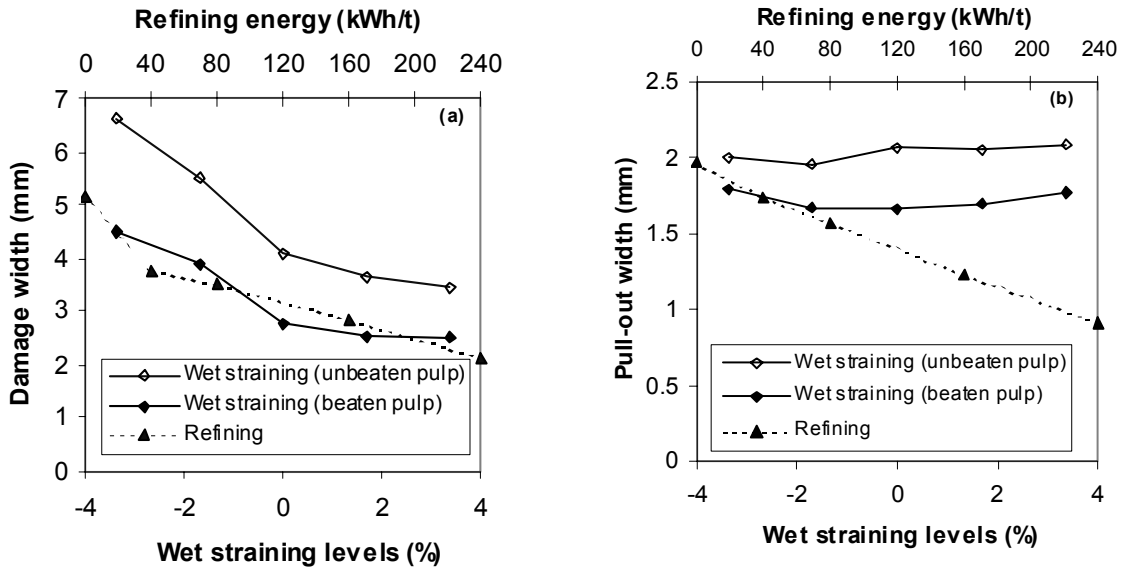 Refining energy (kWh/t)
0 40 80 120 160 200 240
(a)
7
6
5
4
3
2
1
0
Damage width (mm)
Wet straining (unbeaten pulp)
Wet straining (beaten pulp)
Refining
-4 -2 0 2 4
Wet straining levels (%)
Refining energy (kWh/t)
0 40 80 120 160 200 240
(b)
2.5
2
1.5
1
0.5
0
Pull-out width (mm)
Wet straining (unbeaten pulp)
Wet straining (beaten pulp)
Refining
-4 -2 0 2 4
Wet straining levels (%)